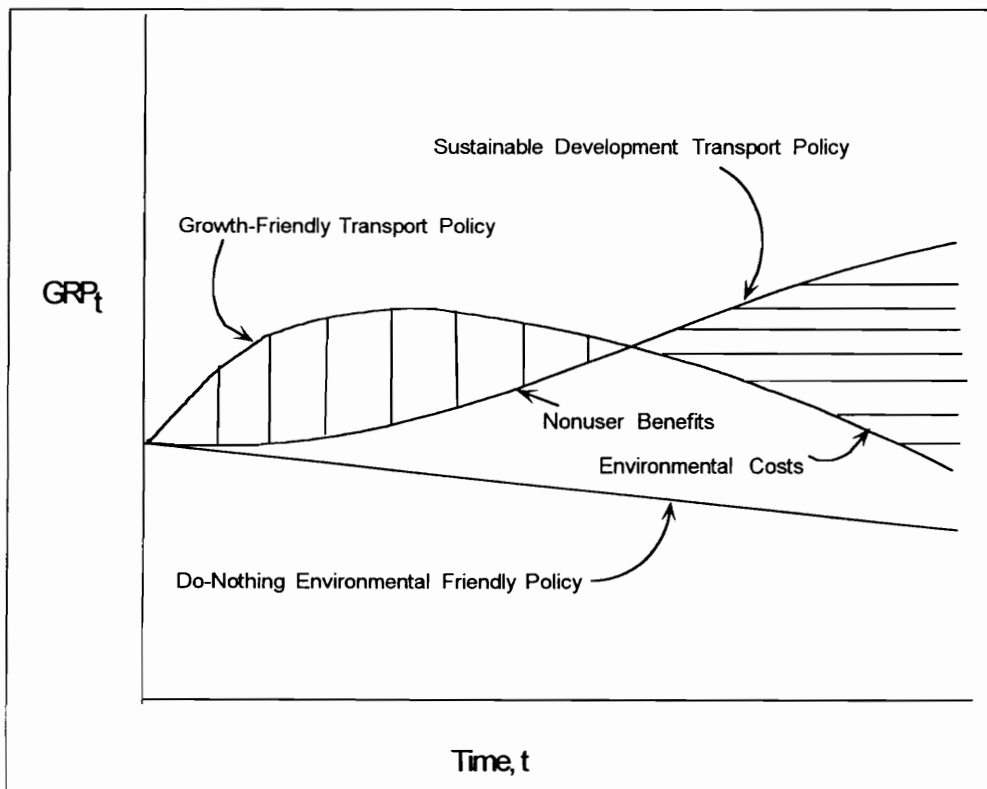 Sustainable Development Transport Policy
Growth-Friendly Transport Policy
GRPt
Nonuser Benefits
Environmental Costs
Do-Nothing Environmental Friendly Policy
Time, t